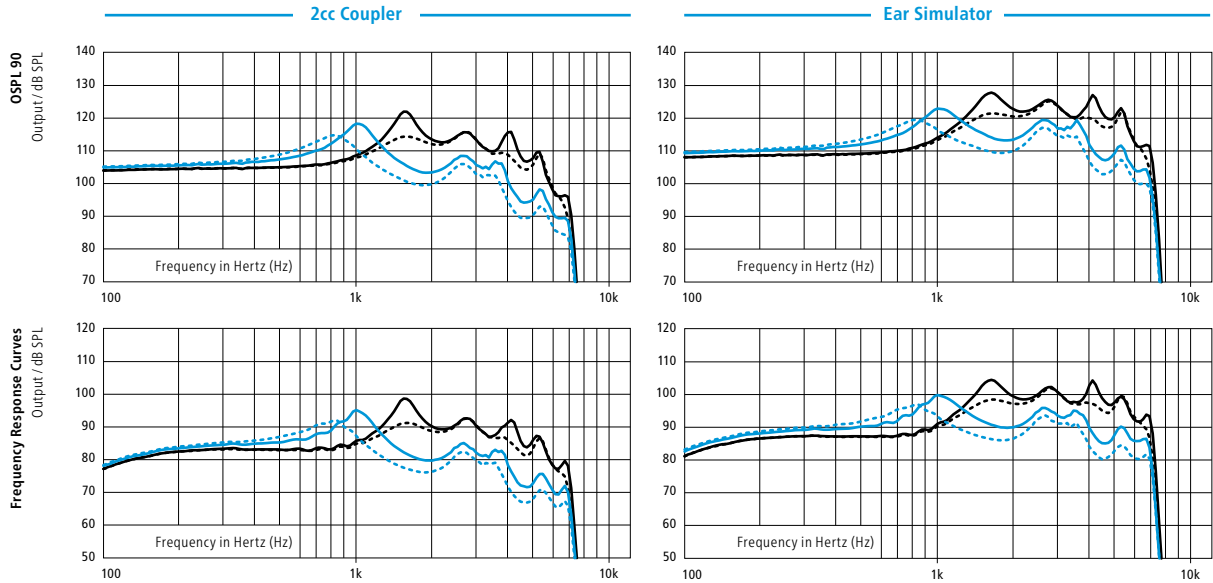 2cc Coupler
Ear Simulator
OSPL 90
Output / dB SPL
140
130
120
110
100
90
80
70
Frequency in Hertz (Hz)
100
1k
10k
140
130
120
110
100
90
80
70
Frequency in Hertz (Hz)
100
1k
10k
Frequency Response Curves
Output / dB SPL
120
110
100
90
80
70
60
50
Frequency in Hertz (Hz)
100
1k
10k
120
110
100
90
80
70
60
50
Frequency in Hertz (Hz)
100
1k
10k